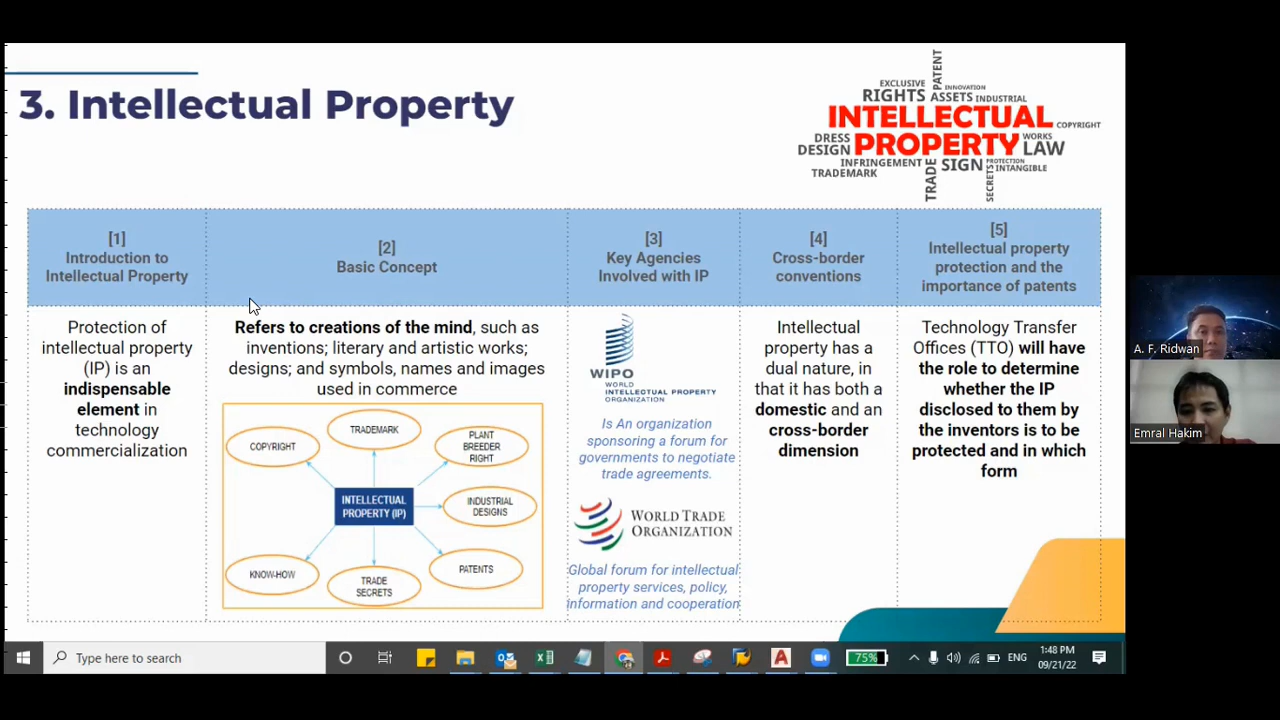 3. Intellectual Property
PATENT
EXCLUSIVE
INNOVATION
RIGHTS ASSETS INDUSTRIAL
INTELLECTUAL
COPYRIGHT
DRESS
WORKS
DESIGN PROPERTY LAW
INFRINGEMENT
TRADE
SIGN
PROTECTION
INTANGIBLE
TRADEMARK
SECRETS
[1]
Introduction to
Intellectual Property
[2]
Basic Concept
[3]
Key Agencies
Involved with IP
[4]
Cross-border
conventions
[5]
Intellectual property
protection and the
importance of patents
Protection of
intellectual property
(IP) is an
indispensable
element in
technology
commercialization
Refers to creations of the mind, such as
inventions; literary and artistic works;
designs; and symbols, names and images
used in commerce
TRADEMARK
COPYRIGHT
PLANT
BREEDER
RIGHT
INTELLECTUAL
PROPERTY (IP)
INDUSTRIAL
DESIGNS
KNOW-HOW
TRADE
SECRETS
PATENTS
WIPO
WORLD
INTELLECTUAL PROPERTY
ORGANIZATION
Is An organization
sponsoring a forum for
governments to negotiate
trade agreements.
WORLD TRADE
ORGANIZATION
Global forum for intellectual
property services, policy,
information and cooperation
Intellectual
property has a
dual nature, in
that it has both a
domestic and an
cross-border
dimension
Technology Transfer
Offices (TTO) will have
the role to determine
whether the IP
disclosed to them by
the inventors is to be
protected and in which
form
A. F. Ridwan
Emral Hakim
Type here to search
75%
ENG
1:48 PM
09/21/22